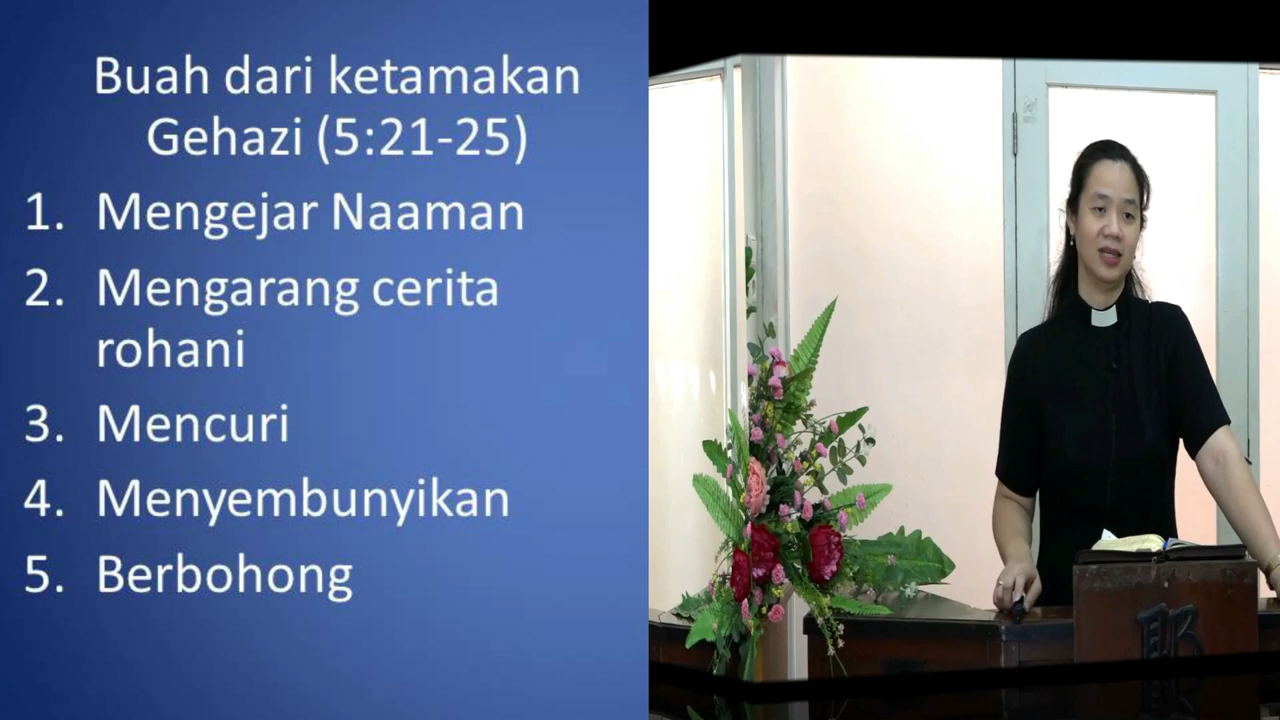 Buah dari ketamakan
Gehazi (5:21-25)
1. Mengejar Naaman
2. Mengarang cerita
rohani
3. Mencuri
4. Menyembunyikan
5. Berbohong
耶